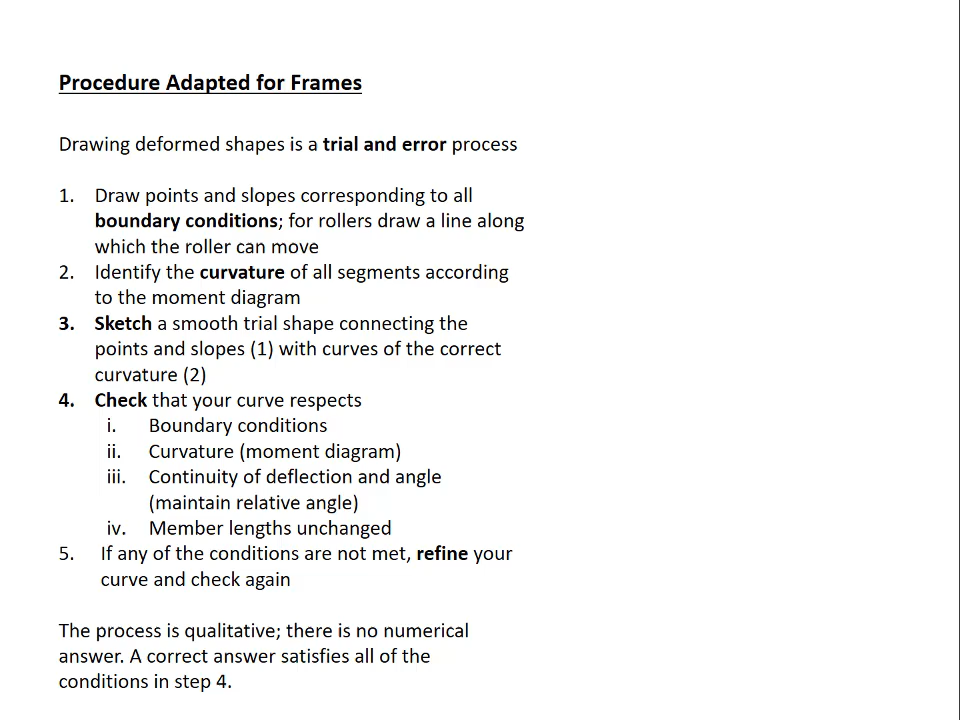 Procedure Adapted for Frames
Drawing deformed shapes is a trial and error process
1. Draw points and slopes corresponding to all
boundary conditions; for rollers draw a line along
which the roller can move
2. Identify the curvature of all segments according
to the moment diagram
3. Sketch a smooth trial shape connecting the
points and slopes (1) with curves of the correct
curvature (2)
4. Check that your curve respects
i. Boundary conditions
ii. Curvature (moment diagram)
iii. Continuity of deflection and angle
(maintain relative angle)
iv. Member lengths unchanged
5. If any of the conditions are not met, refine your
curve and check again
The process is qualitative; there is no numerical
answer. A correct answer satisfies all of the
conditions in step 4.